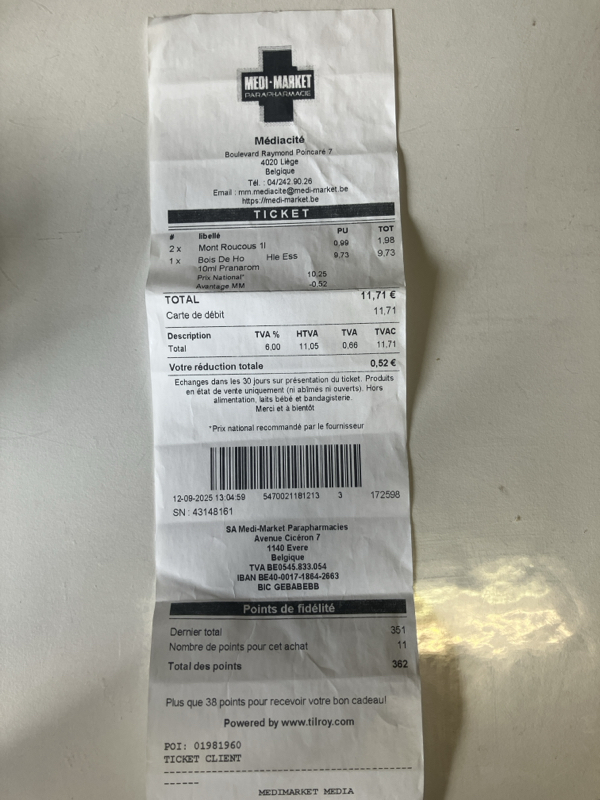 MEDI-MARKET
PARAPHARMACIE
Médiacité
Boulevard Raymond Poincaré 7
4020 Liège
Belgique
Tél. : 04/242.90.26
Email : mm.mediacite@medi-market.be
https://medi-market.be
TICKET
# libellé PU TOT
2 x Mont Roucous 1l 0,99 1,98
1 x Bois De Ho Hle Ess 9,73 9,73
10ml Pranarom
Prix National* 10,25
Avantage MM -0,52
TOTAL 11,71 €
Carte de débit 11,71
Description TVA % HTVA TVA TVAC
Total 6,00 11,05 0,66 11,71
Votre réduction totale 0,52 €
Echanges dans les 30 jours sur présentation du ticket. Produits
en état de vente uniquement (ni abîmés ni ouverts). Hors
alimentation, laits bébé et bandagisterie.
Merci et à bientôt
*Prix national recommandé par le fournisseur
12-09-2025 13:04:59 5470021181213 3 172598
SN : 43148161
SA Medi-Market Parapharmacies
Avenue Cicéron 7
1140 Evere
Belgique
TVA BE0545.833.054
IBAN BE40-0017-1864-2663
BIC GEBABEBB
Points de fidélité
Dernier total 351
Nombre de points pour cet achat 11
Total des points 362
Plus que 38 points pour recevoir votre bon cadeau!
Powered by www.tilroy.com
POI: 01981960
TICKET CLIENT
MEDIMARKET MEDIA